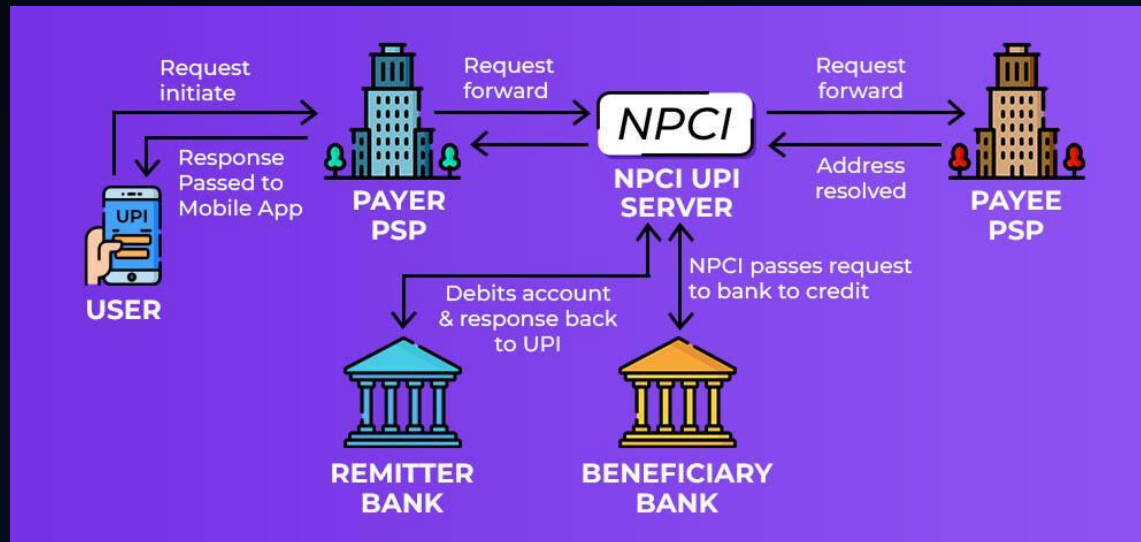 Request
initiate
Request
forward
Request
forward
NPCI
Response
Passed to
Mobile App
Address
resolved
UPI
PAYER
PSP
NPCI UPI
SERVER
PAYEE
PSP
USER
Debits account
& response back
to UPI
NPCI passes request
to bank to credit
REMITTER
BANK
BENEFICIARY
BANK